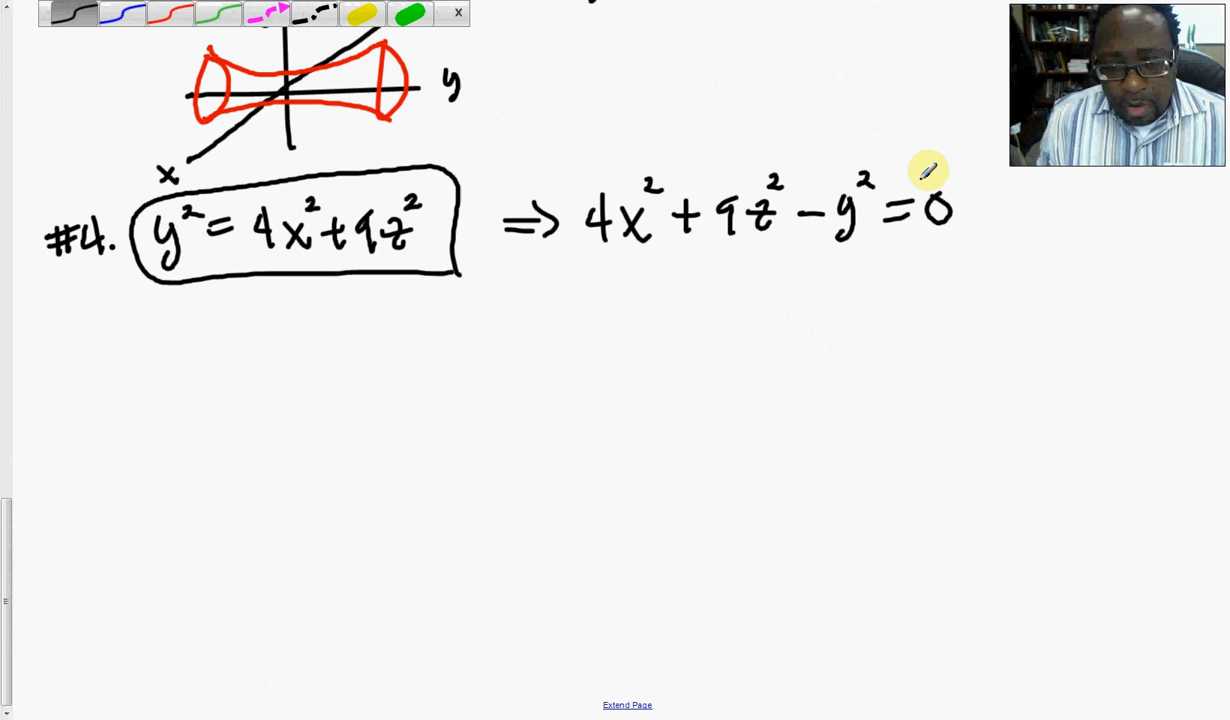 x
y
x
#4. y² = 4x² + 9z² ⟹ 4x² + 9z² − y² = 0
Extend Page